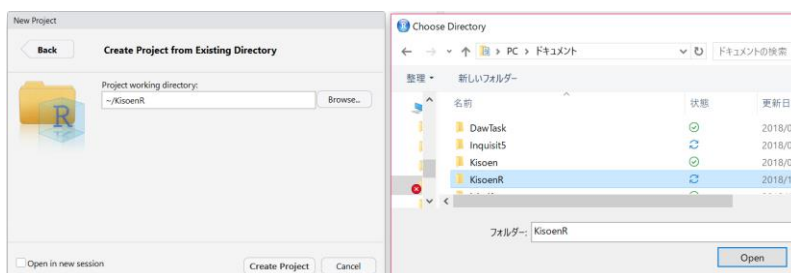 New Project
Back
Create Project from Existing Directory
Project working directory:
~/KisoenR
Browse...
R
Open in new session
Create Project
Cancel
Choose Directory
PC > ドキュメント
ドキュメントの検索
整理
新しいフォルダー
名前
状態
更新日
DawTask
2018/0
Inquisit5
2018/0
Kisoen
2018/0
KisoenR
2018/1
フォルダー:
KisoenR
Open